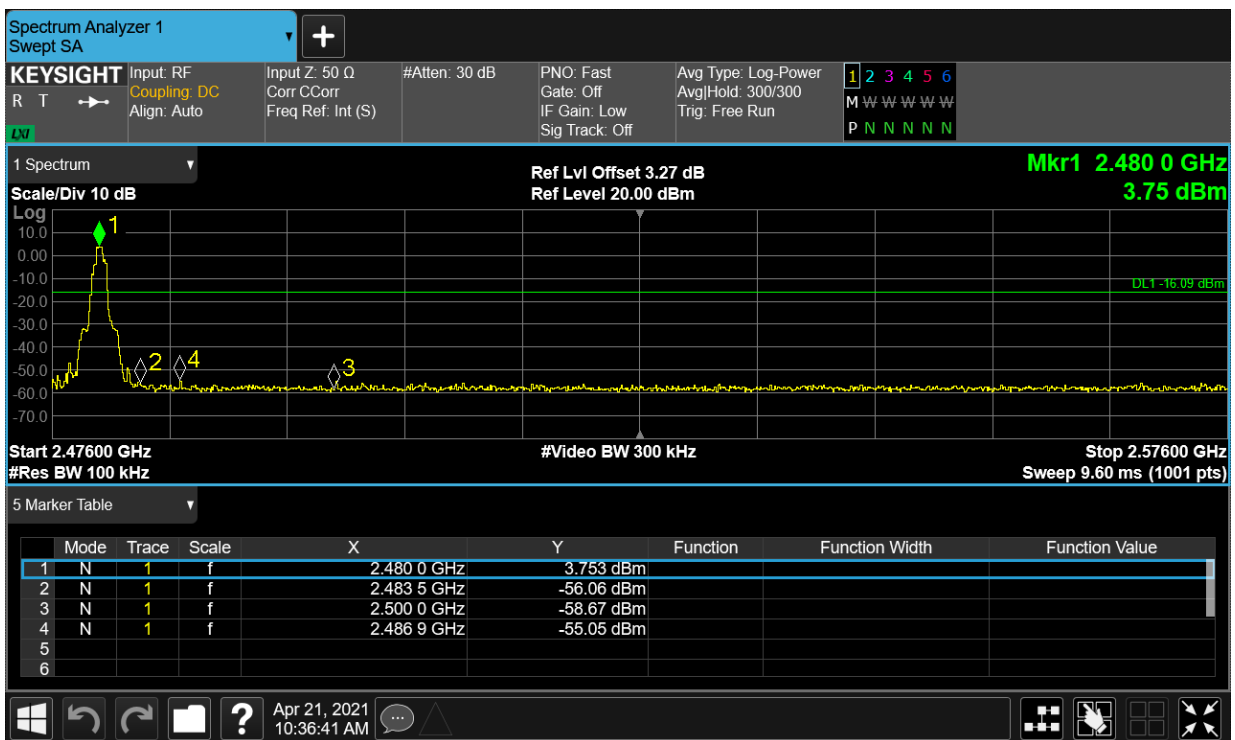 Spectrum Analyzer 1
Swept SA
+
KEYSIGHT
R T
LXI
Input: RF
Coupling: DC
Align: Auto
Input Z: 50 Ω
Corr CCorr
Freq Ref: Int (S)
#Atten: 30 dB
PNO: Fast
Gate: Off
IF Gain: Low
Sig Track: Off
Avg Type: Log-Power
Avg|Hold: 300/300
Trig: Free Run
1 2 3 4 5 6
M W W W W W
P N N N N N
1 Spectrum
Scale/Div 10 dB
Ref Lvl Offset 3.27 dB
Ref Level 20.00 dBm
Mkr1 2.480 0 GHz
3.75 dBm
Log
10.0
0.00
-10.0
-20.0
-30.0
-40.0
-50.0
-60.0
-70.0
1
2
4
3
DL1 -16.09 dBm
Start 2.47600 GHz
#Res BW 100 kHz
#Video BW 300 kHz
Stop 2.57600 GHz
Sweep 9.60 ms (1001 pts)
5 Marker Table
Mode Trace Scale X Y Function Function Width Function Value
1 N 1 f 2.480 0 GHz 3.753 dBm
2 N 1 f 2.483 5 GHz -56.06 dBm
3 N 1 f 2.500 0 GHz -58.67 dBm
4 N 1 f 2.486 9 GHz -55.05 dBm
5
6
?
Apr 21, 2021
10:36:41 AM